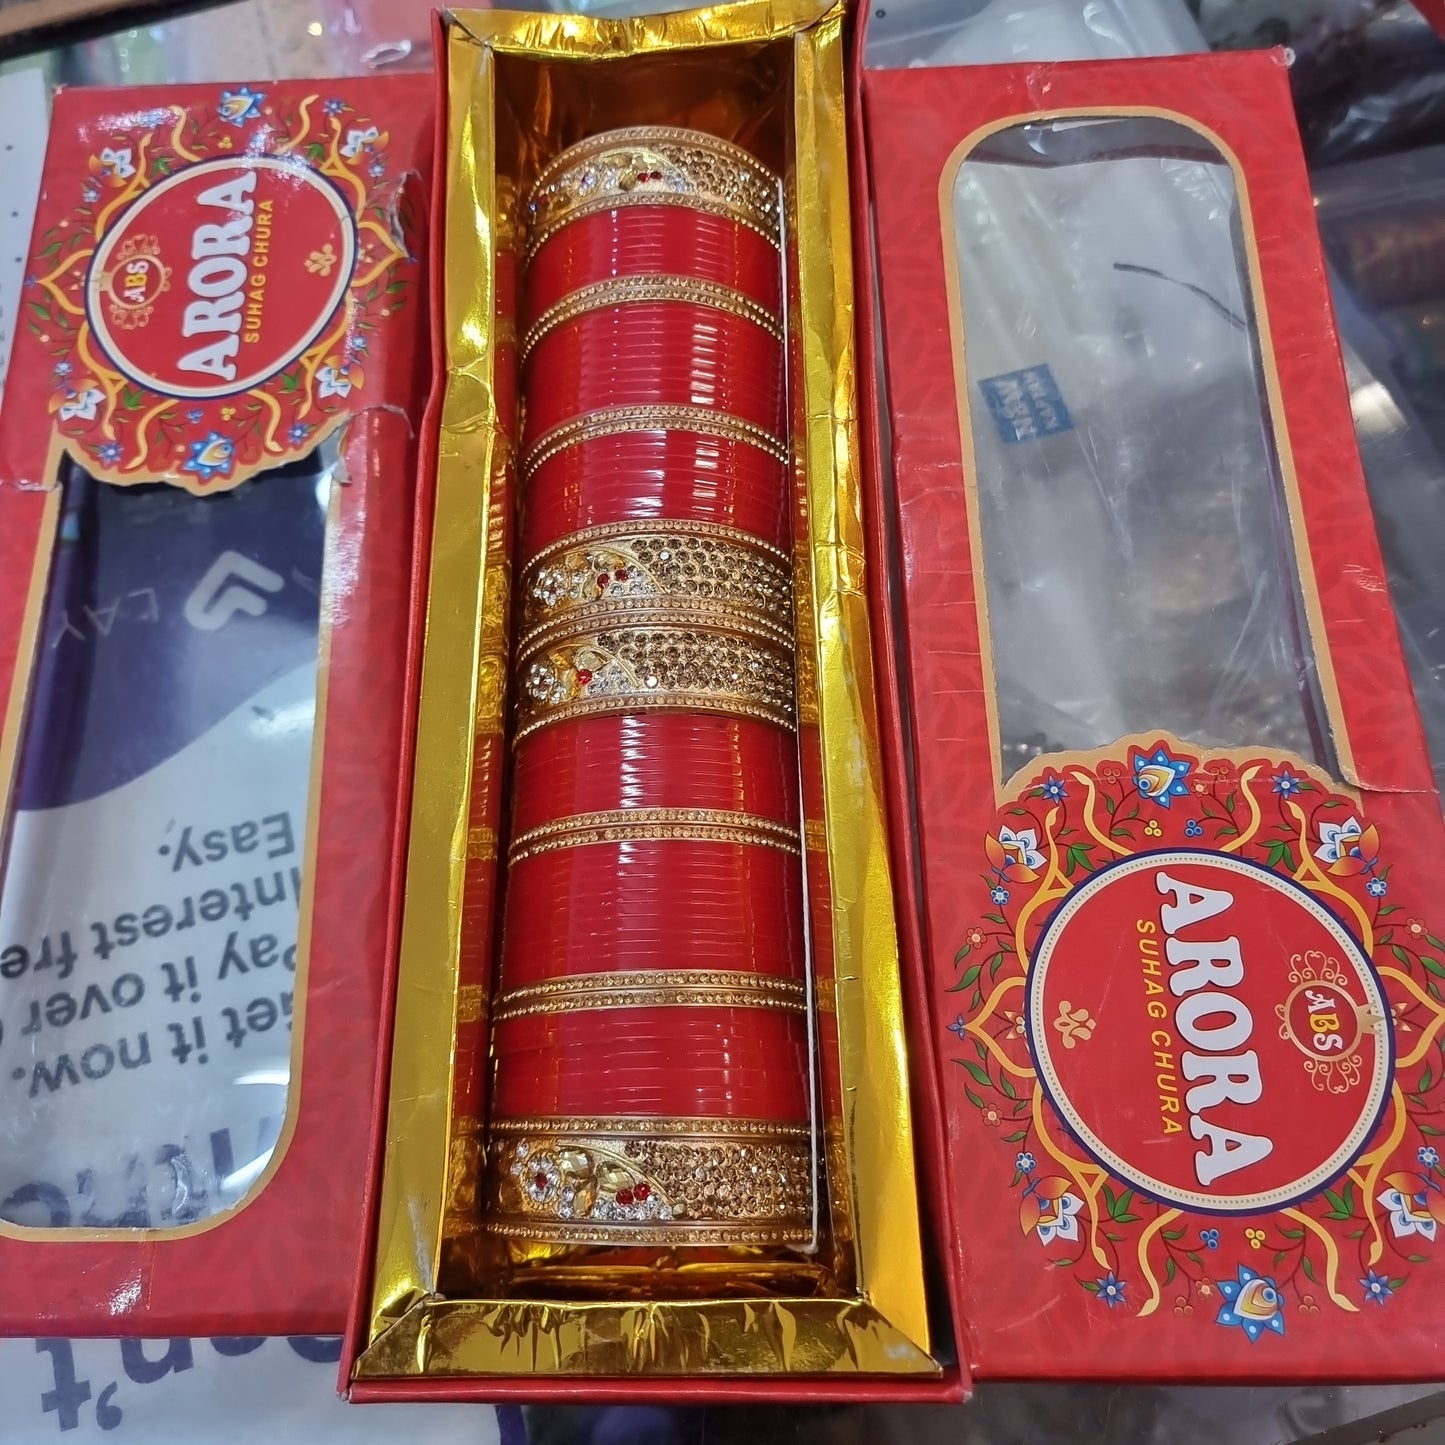 ARORA
SUHAG CHURA
ABS
Get it now.
Pay it over
Interest fre
Easy.
ARORA
SUHAG CHURA
ABS